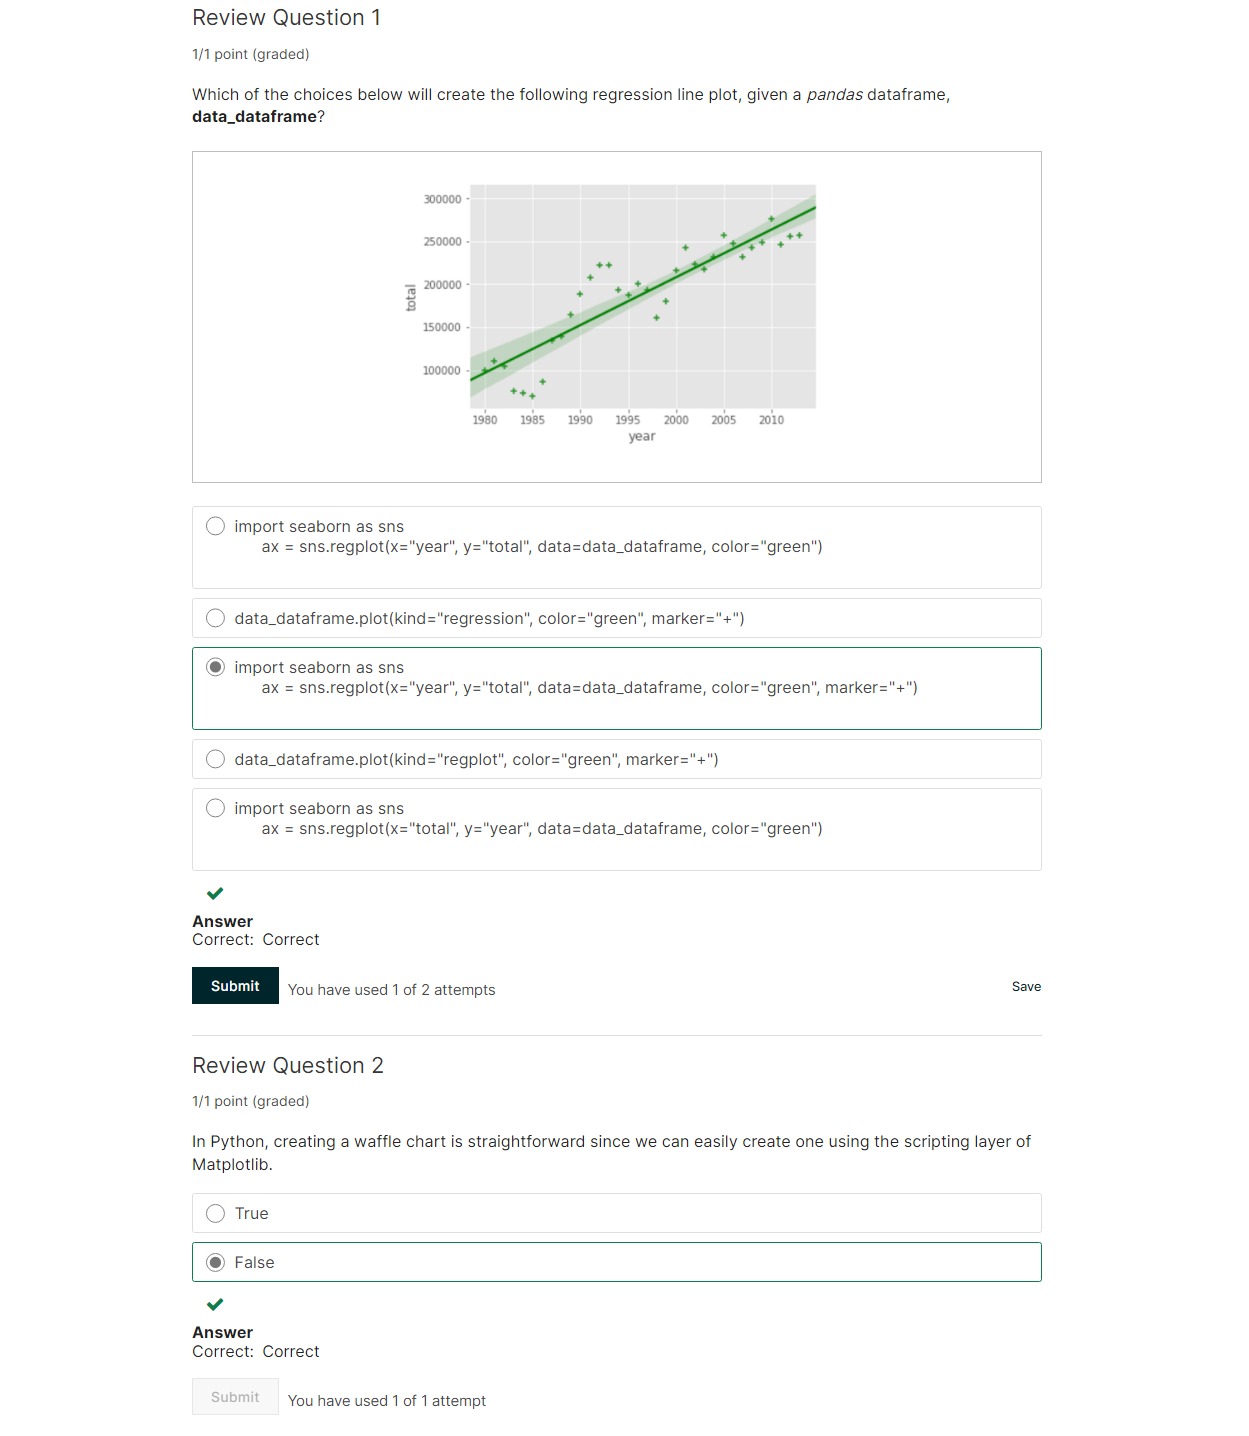 Review Question 1
1/1 point (graded)
Which of the choices below will create the following regression line plot, given a pandas dataframe,
data_dataframe?
300000
250000
200000
150000
100000
total
1980 1985 1990 1995 2000 2005 2010
year
import seaborn as sns
ax = sns.regplot(x="year", y="total", data=data_dataframe, color="green")
data_dataframe.plot(kind="regression", color="green", marker="+")
import seaborn as sns
ax = sns.regplot(x="year", y="total", data=data_dataframe, color="green", marker="+")
data_dataframe.plot(kind="regplot", color="green", marker="+")
import seaborn as sns
ax = sns.regplot(x="total", y="year", data=data_dataframe, color="green")
Answer
Correct: Correct
Submit You have used 1 of 2 attempts Save
Review Question 2
1/1 point (graded)
In Python, creating a waffle chart is straightforward since we can easily create one using the scripting layer of
Matplotlib.
True
False
Answer
Correct: Correct
Submit You have used 1 of 1 attempt